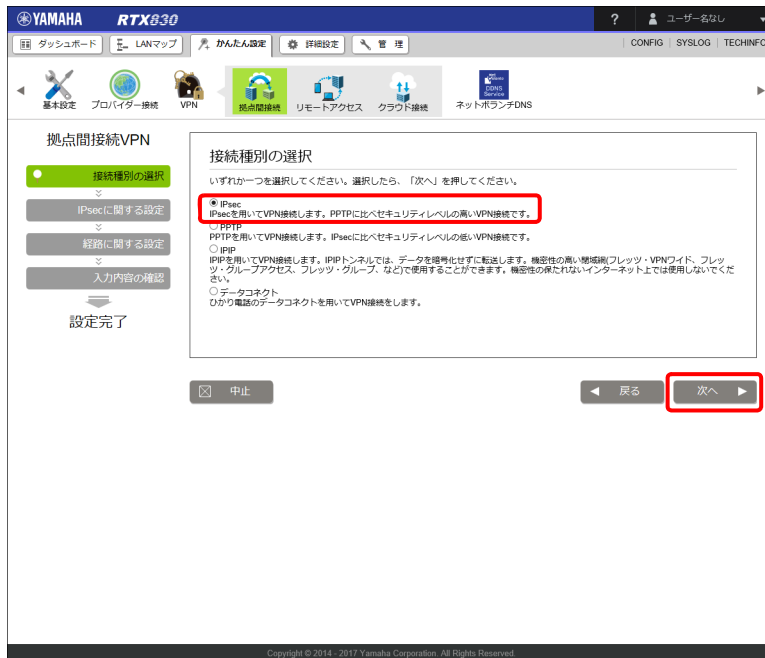 YAMAHA RTX830 ? ユーザー名なし
ダッシュボード LANマップ かんたん設定 詳細設定 管 理 CONFIG SYSLOG TECHINFO
基本設定 プロバイダー接続 VPN 拠点間接続 リモートアクセス クラウド接続 ネットボランチDNS
DDNS
Service
拠点間接続VPN
接続種別の選択
IPsecに関する設定
経路に関する設定
入力内容の確認
設定完了
接続種別の選択
いずれか一つを選択してください。選択したら、「次へ」を押してください。
IPsec
IPsecを用いてVPN接続します。PPTPに比べセキュリティレベルの高いVPN接続です。
PPTP
PPTPを用いてVPN接続します。IPsecに比べセキュリティレベルの低いVPN接続です。
IPIP
IPIPを用いてVPN接続します。IPIPトンネルでは、データを暗号化せずに転送します。機密性の高い閉域網(フレッツ・VPNワイド、フレッ
ツ・グループアクセス、フレッツ・グループ、など)で使用することができます。機密性の保たれないインターネット上では使用しないでくだ
さい。
データコネクト
ひかり電話のデータコネクトを用いてVPN接続をします。
中止 戻る 次へ
Copyright © 2014 - 2017 Yamaha Corporation. All Rights Reserved.